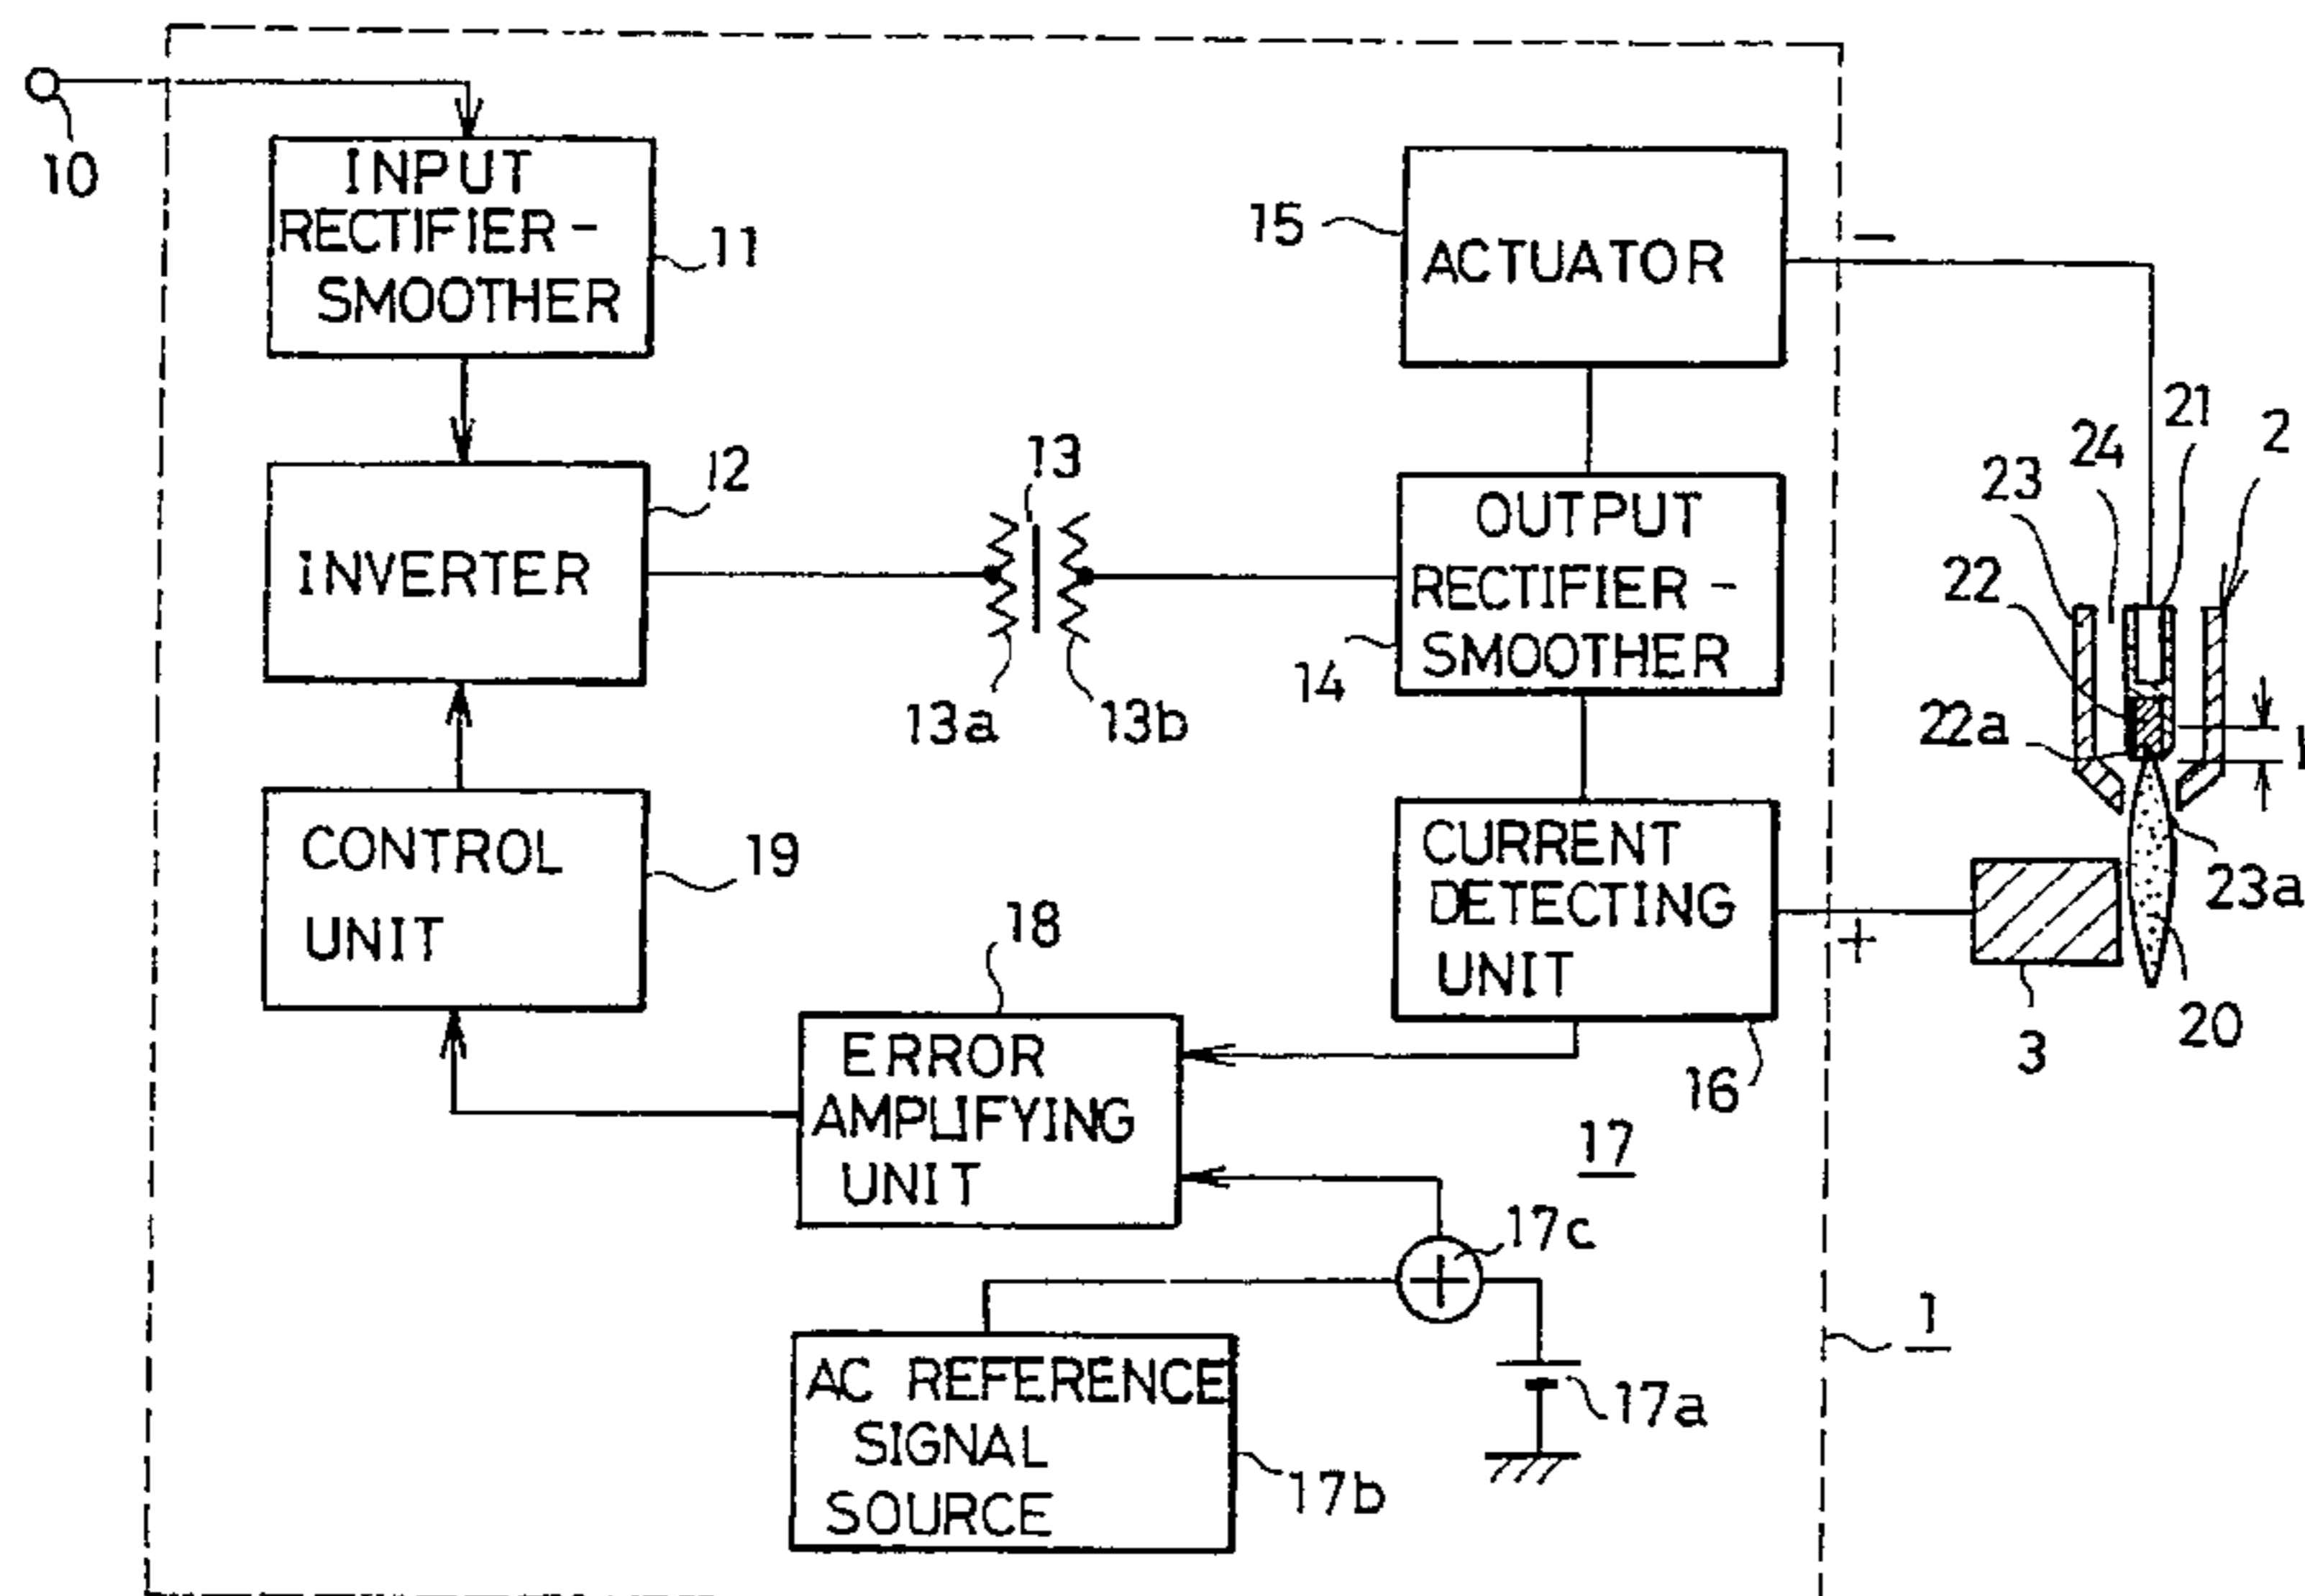 10
INPUT
RECTIFIER-
SMOOTHER
11
15
ACTUATOR
−
INVERTER
12
13
13a
13b
OUTPUT
RECTIFIER-
SMOOTHER
14
21
24
2
23
22
22a
23a
20
3
CONTROL
UNIT
19
CURRENT
DETECTING
UNIT
+
16
18
ERROR
AMPLIFYING
UNIT
17
17c
AC REFERENCE
SIGNAL
SOURCE
17b
17a
1